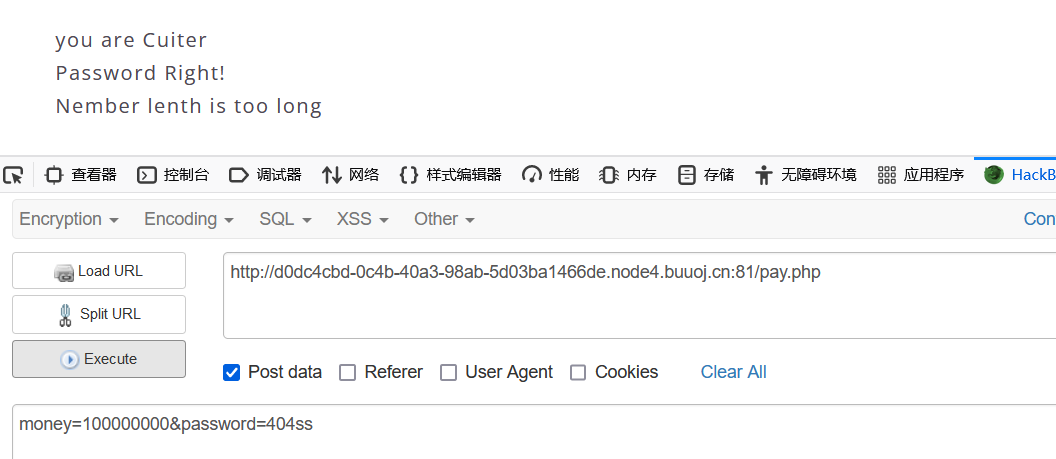 you are Cuiter
Password Right!
Nember lenth is too long
查看器 控制台 调试器 网络 样式编辑器 性能 内存 存储 无障碍环境 应用程序 HackB
Encryption Encoding SQL XSS Other Con
Load URL http://d0dc4cbd-0c4b-40a3-98ab-5d03ba1466de.node4.buuoj.cn:81/pay.php
Split URL
Execute
Post data Referer User Agent Cookies Clear All
money=100000000&password=404ss